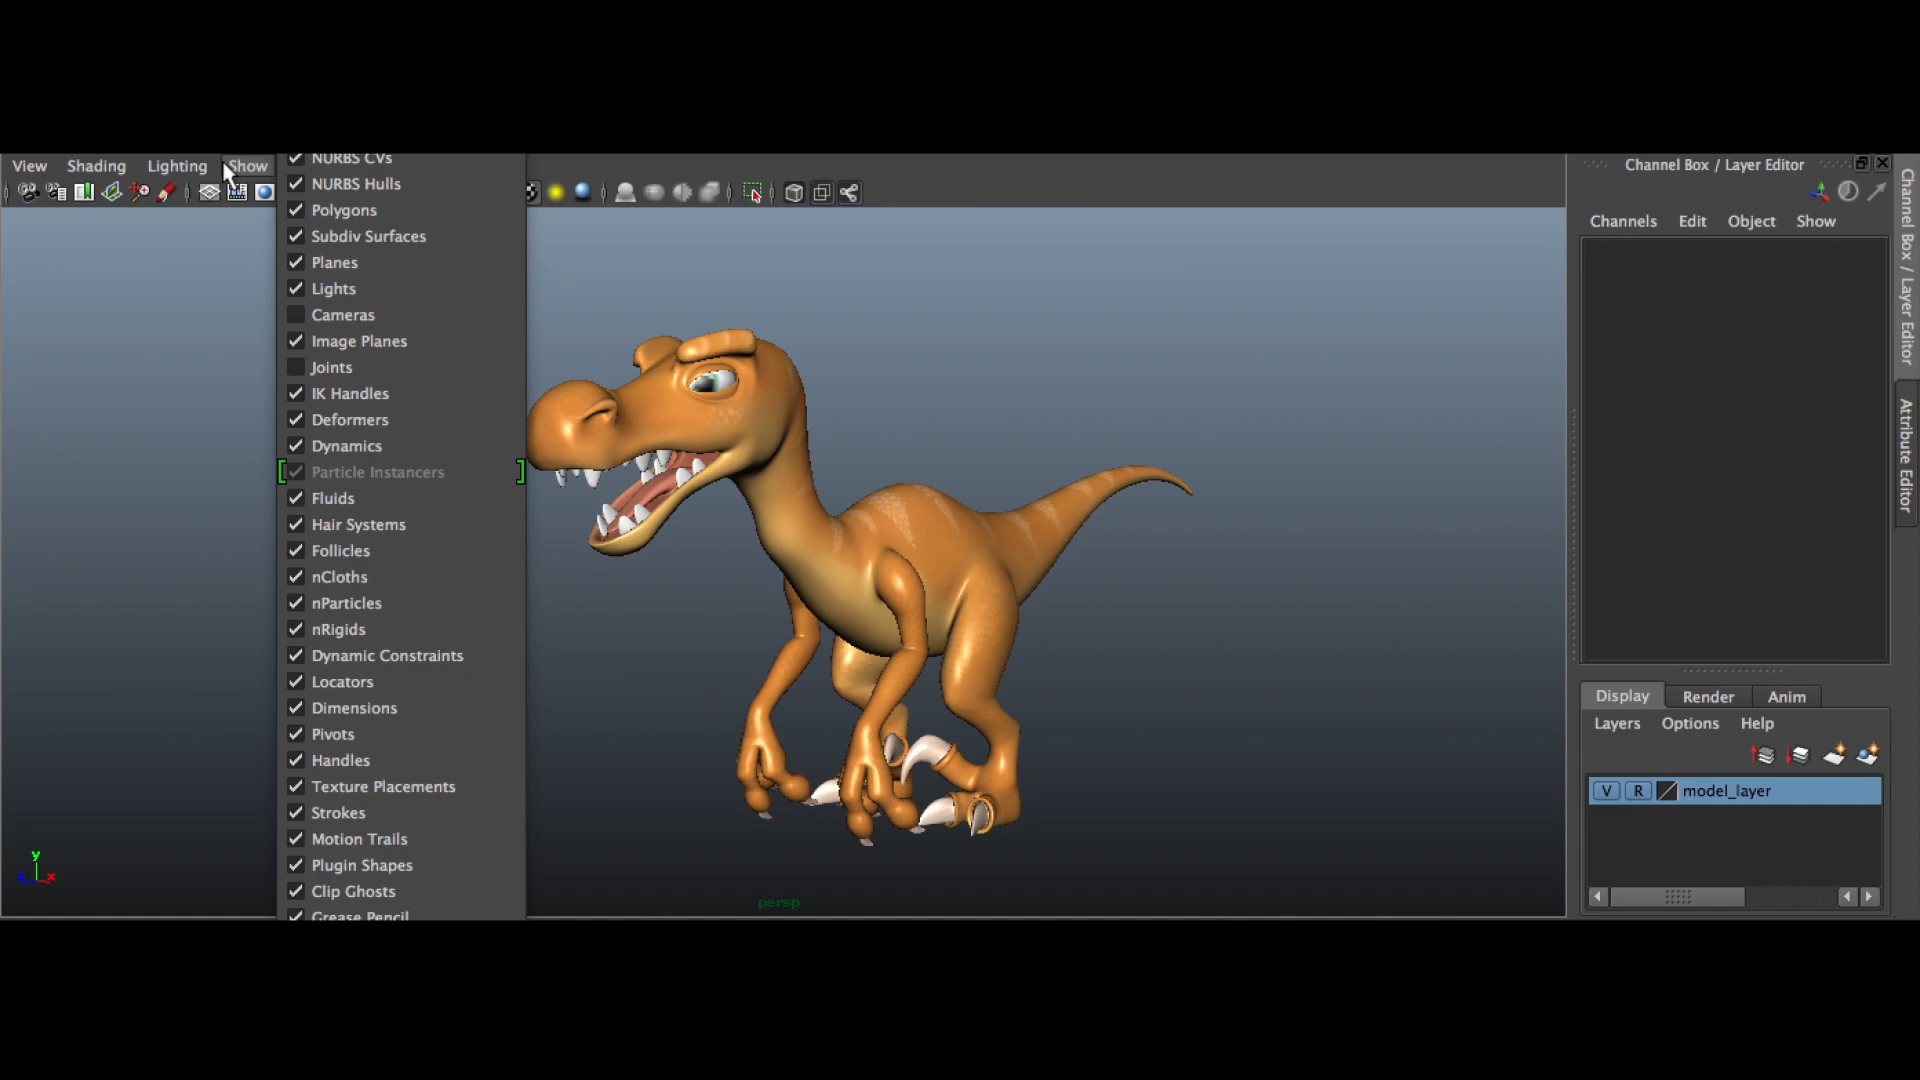 View Shading Lighting Show
NURBS CVs
NURBS Hulls
Polygons
Subdiv Surfaces
Planes
Lights
Cameras
Image Planes
Joints
IK Handles
Deformers
Dynamics
Particle Instancers
Fluids
Hair Systems
Follicles
nCloths
nParticles
nRigids
Dynamic Constraints
Locators
Dimensions
Pivots
Handles
Texture Placements
Strokes
Motion Trails
Plugin Shapes
Clip Ghosts
Grease Pencil
y
x
persp
Channel Box / Layer Editor
Channels Edit Object Show
Display Render Anim
Layers Options Help
V R model_layer
Channel Box / Layer Editor
Attribute Editor